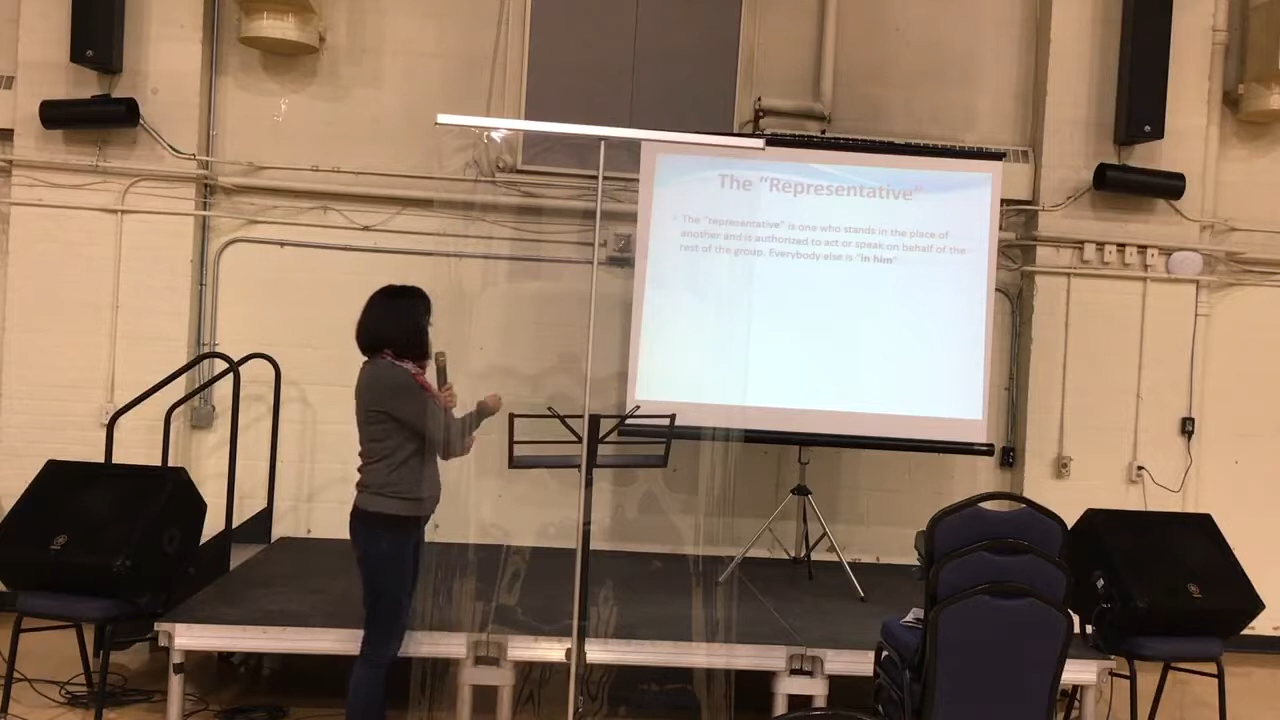 The “Representative”
The “representative” is one who stands in the place of
another and is authorized to act or speak on behalf of the
rest of the group. Everybody else is “in him”